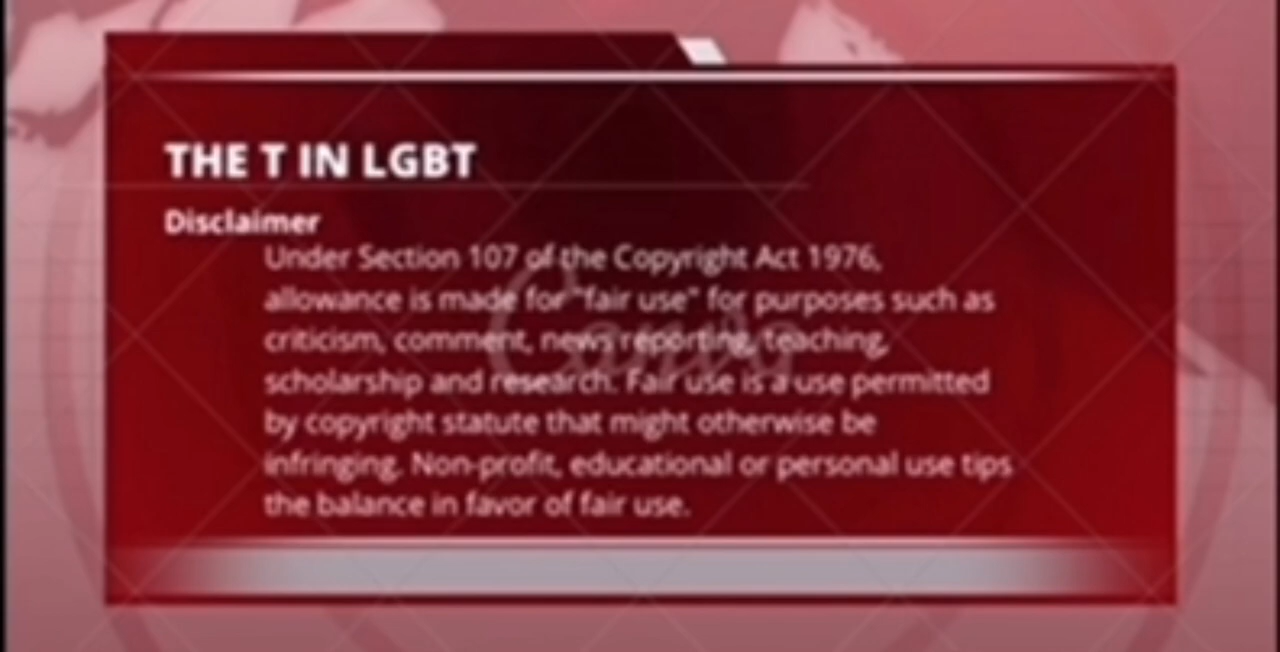 THE T IN LGBT
Disclaimer
Under Section 107 of the Copyright Act 1976,
allowance is made for "fair use" for purposes such as
criticism, comment, news reporting, teaching,
scholarship and research. Fair use is a use permitted
by copyright statute that might otherwise be
infringing. Non-profit, educational or personal use tips
the balance in favor of fair use.
Canva